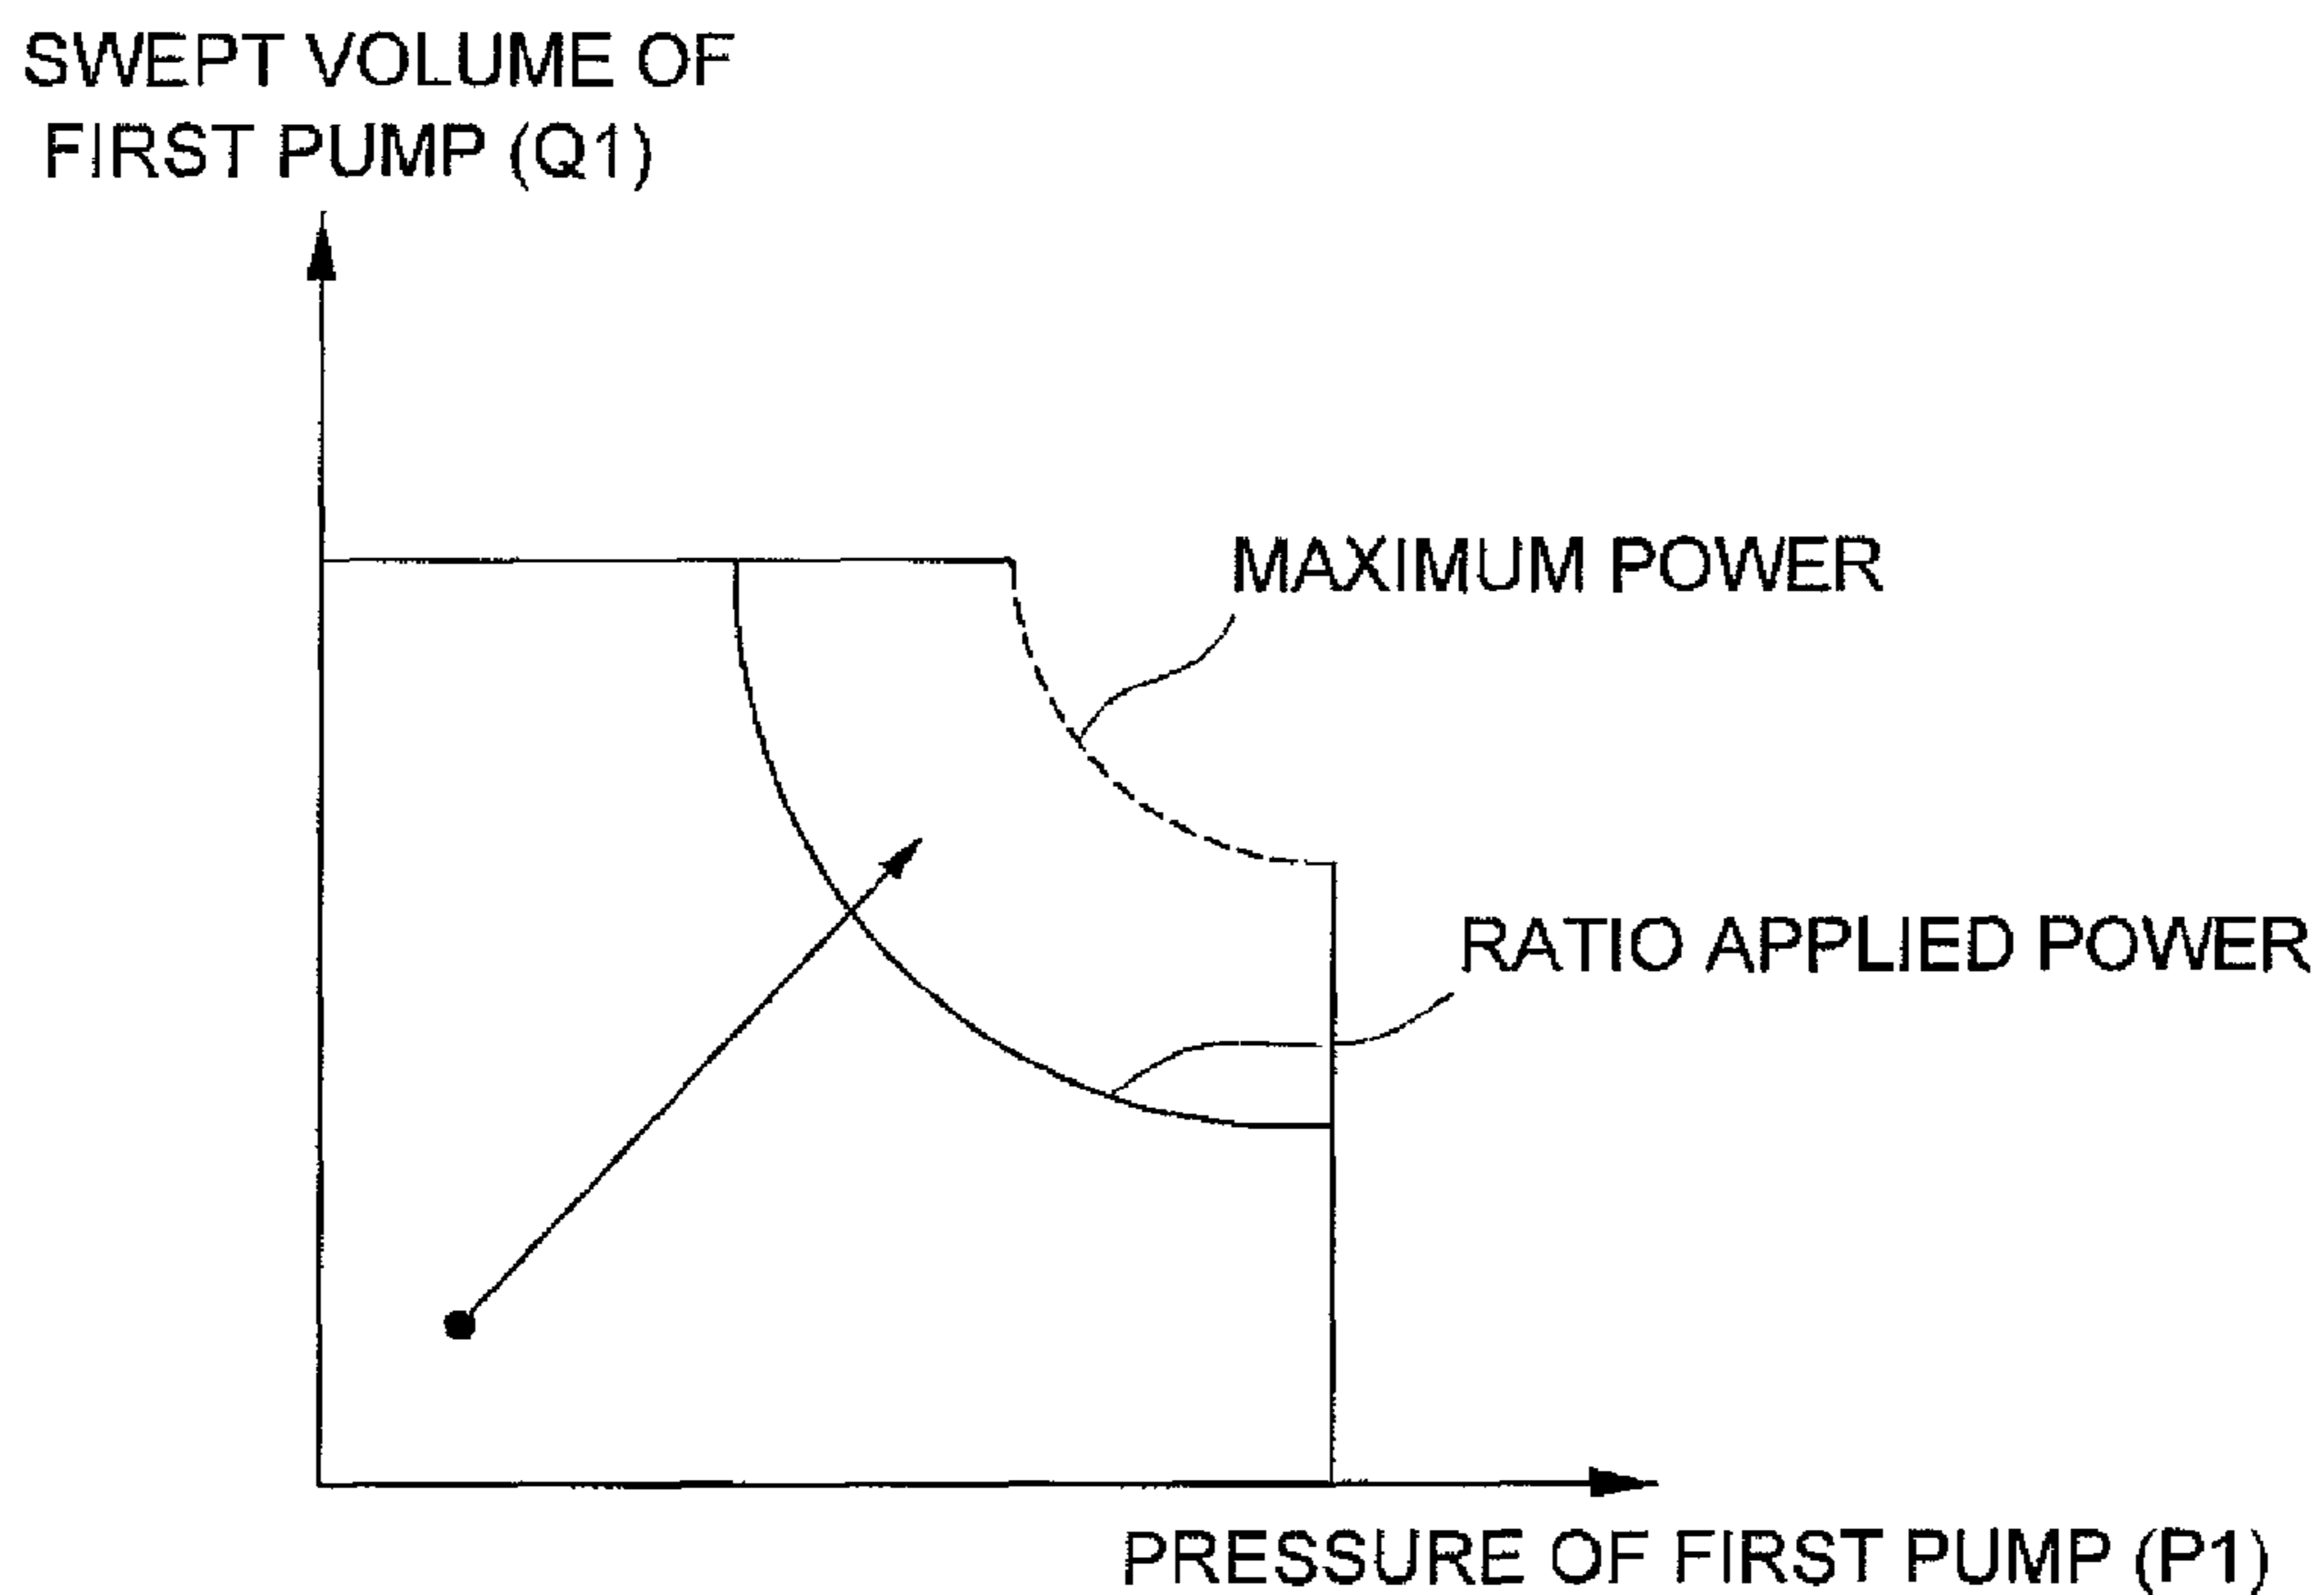 SWEPT VOLUME OF
FIRST PUMP (Q1)
MAXIMUM POWER
RATIO APPLIED POWER
PRESSURE OF FIRST PUMP (P1)